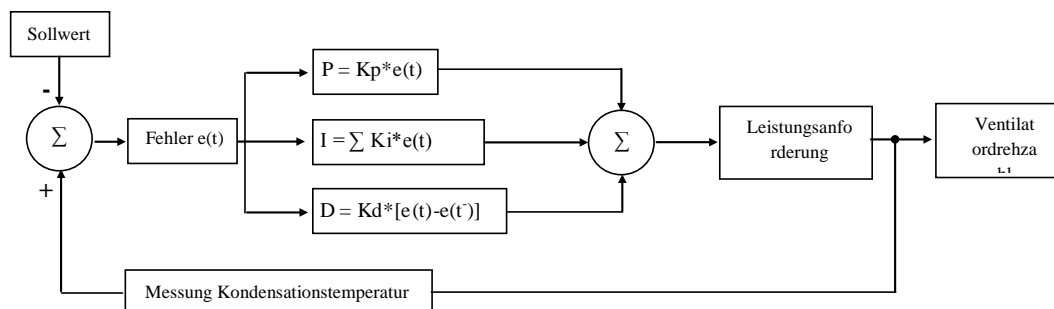 Sollwert
-
Σ
+
Fehler e(t)
P = Kp*e(t)
I = ∑ Ki*e(t)
D = Kd*[e(t)-e(t⁻)]
Σ
Leistungsanfo
rderung
Ventilat
ordrehza
Messung Kondensationstemperatur